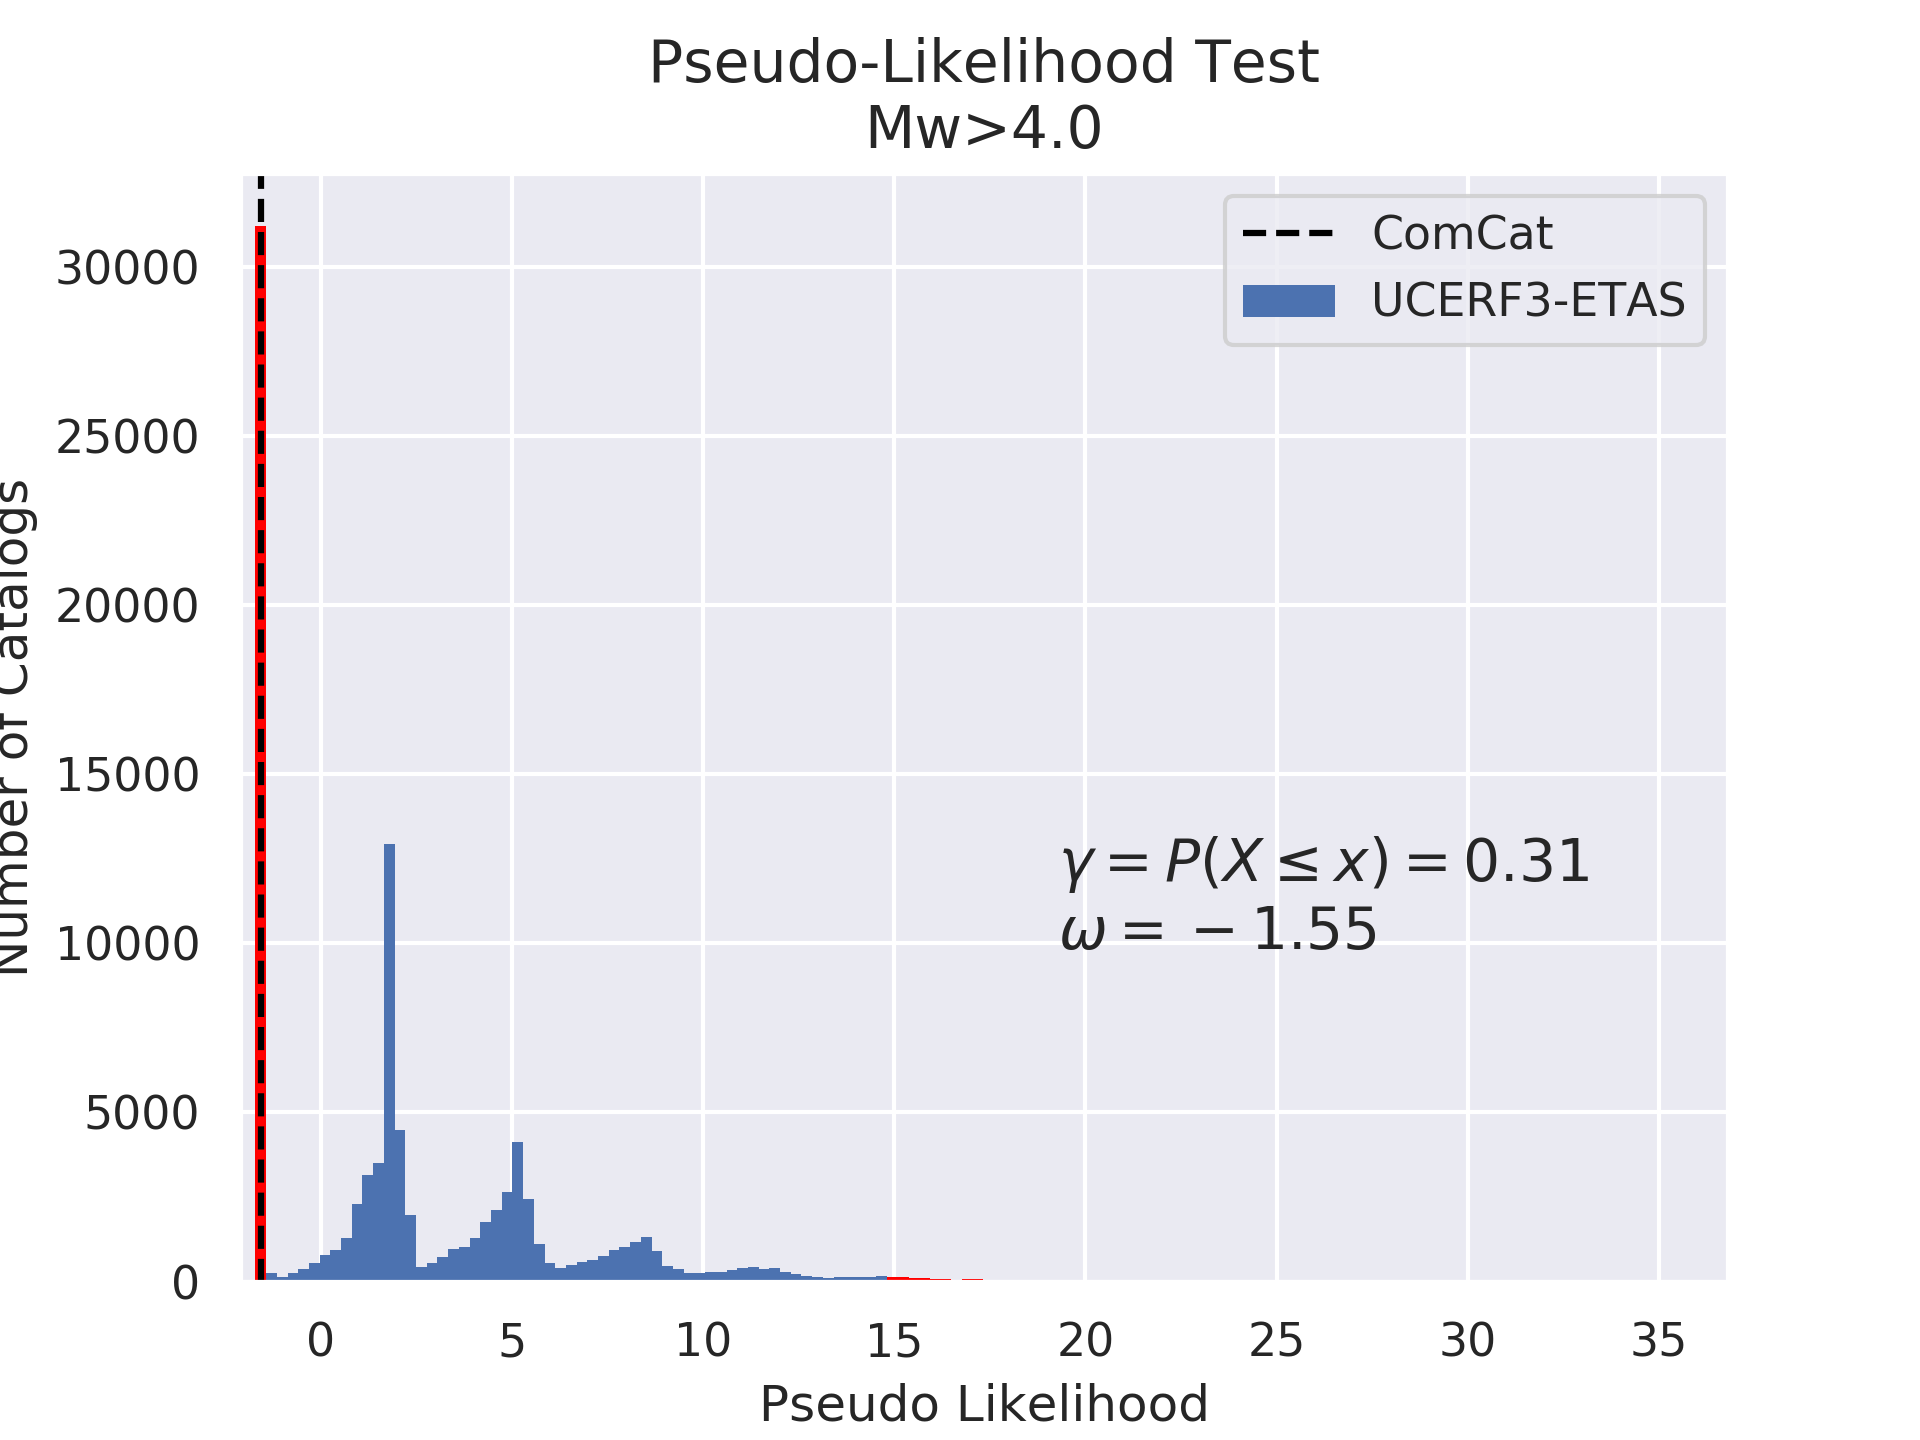 Pseudo-Likelihood Test
Mw>4.0
ComCat
UCERF3-ETAS
30000
25000
20000
15000
10000
5000
0
Number of Catalogs
γ = P(X ≤ x) = 0.31
ω = − 1.55
0 5 10 15 20 25 30 35
Pseudo Likelihood